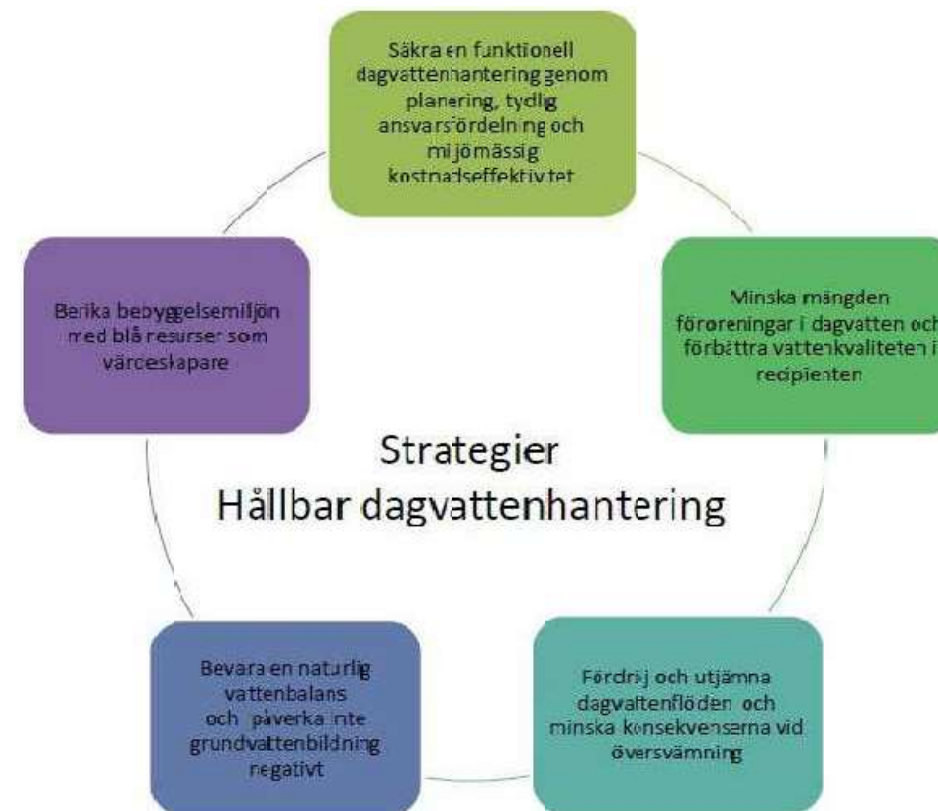 Säkra en funktionell
dagvattenhantering genom
planering, tydlig
ansvarsfördelning och
miljömässig
kostnadseffektivitet
Minska mängden
föroreningar i dagvatten och
förbättra vattenkvaliteten i
recipienten
Fördröj och utjämna
dagvattenflöden och
minska konsekvenserna vid
översvämning
Bevara en naturlig
vattenbalans
och påverka inte
grundvattenbildning
negativt
Berika bebyggelsemiljön
med blå resurser som
värdeskapare
Strategier
Hållbar dagvattenhantering